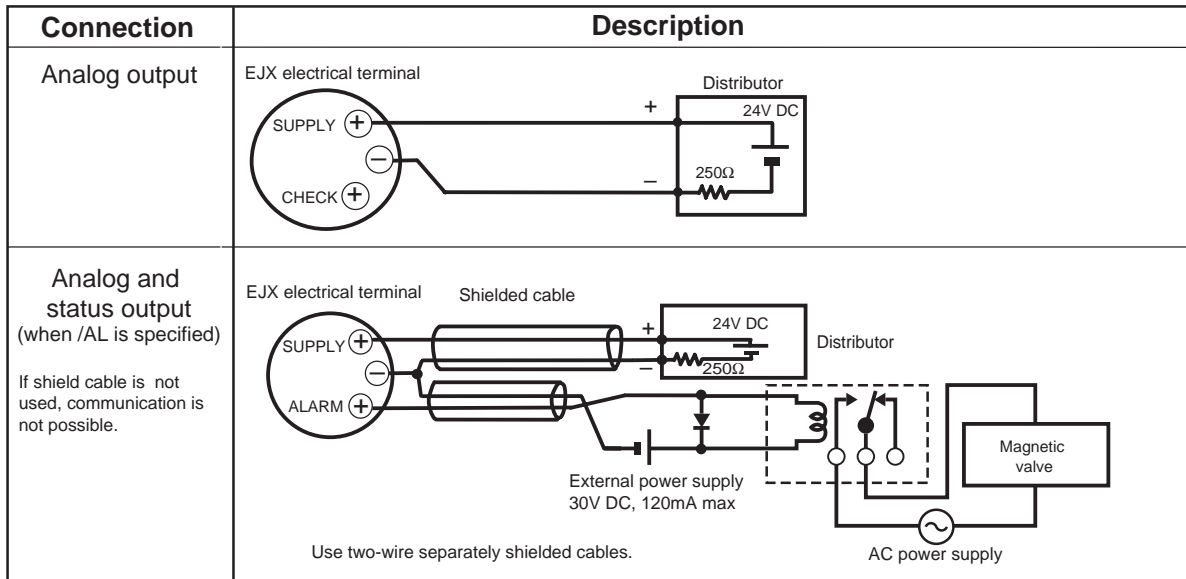 Connection
Description
Analog output
EJX electrical terminal
SUPPLY +
−
CHECK +
+
−
Distributor
24V DC
250Ω
Analog and
status output
(when /AL is specified)
If shield cable is not
used, communication is
not possible.
EJX electrical terminal
Shielded cable
SUPPLY +
−
ALARM +
+
−
24V DC
250Ω
Distributor
External power supply
30V DC, 120mA max
Magnetic
valve
AC power supply
Use two-wire separately shielded cables.